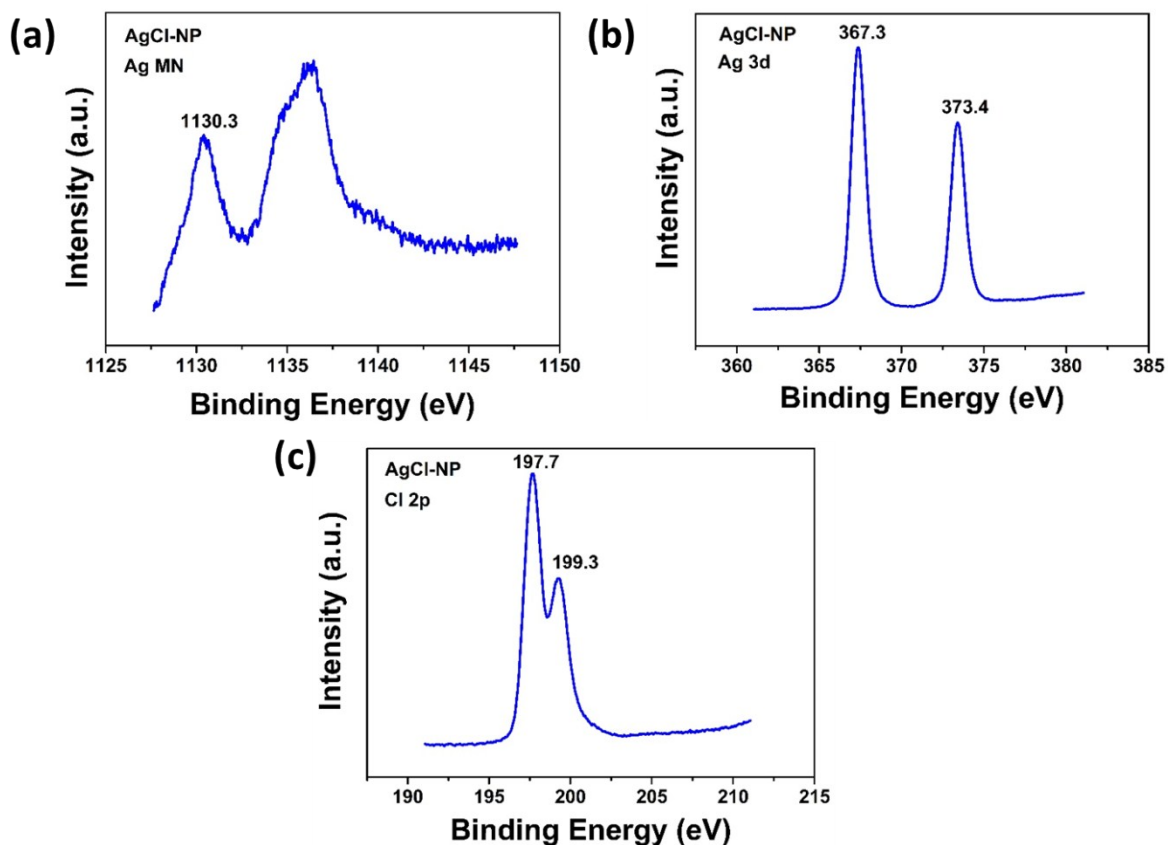 (a)
AgCl-NP
Ag MN
1130.3
Intensity (a.u.)
1125 1130 1135 1140 1145 1150
Binding Energy (eV)
(b)
AgCl-NP
Ag 3d
367.3
373.4
Intensity (a.u.)
360 365 370 375 380 385
Binding Energy (eV)
(c)
AgCl-NP
Cl 2p
197.7
199.3
Intensity (a.u.)
190 195 200 205 210 215
Binding Energy (eV)